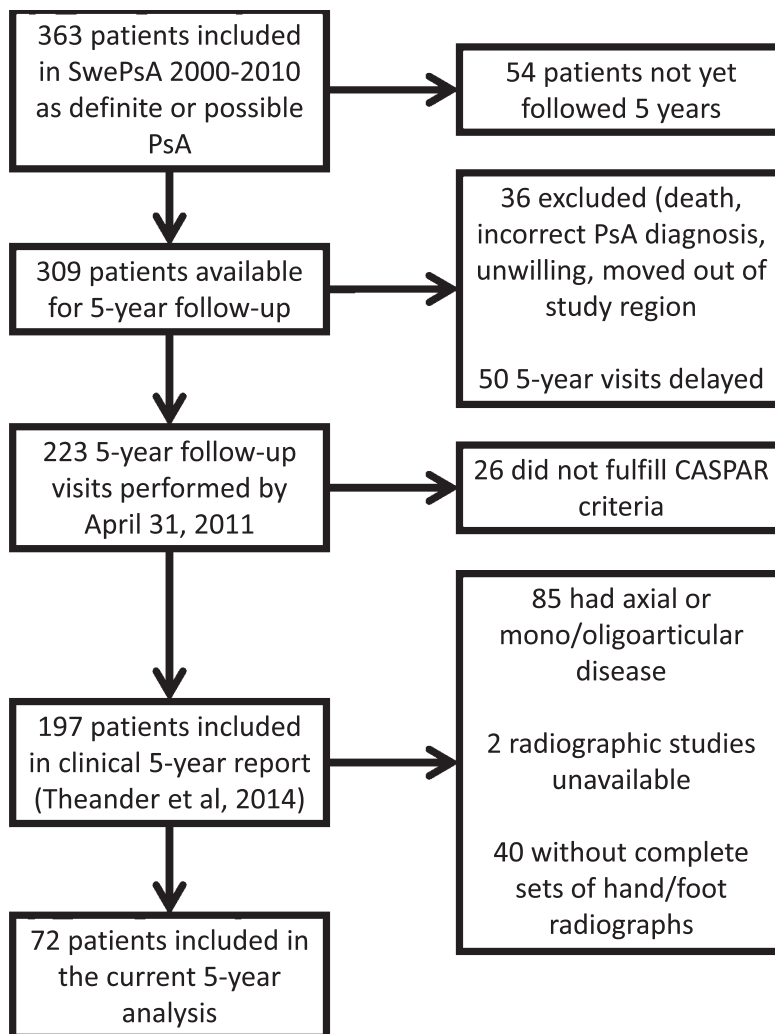 363 patients included
in SwePsA 2000-2010
as definite or possible
PsA
54 patients not yet
followed 5 years
309 patients available
for 5-year follow-up
36 excluded (death,
incorrect PsA diagnosis,
unwilling, moved out of
study region
50 5-year visits delayed
223 5-year follow-up
visits performed by
April 31, 2011
26 did not fulfill CASPAR
criteria
197 patients included
in clinical 5-year report
(Theander et al, 2014)
85 had axial or
mono/oligoarticular
disease
2 radiographic studies
unavailable
40 without complete
sets of hand/foot
radiographs
72 patients included in
the current 5-year
analysis